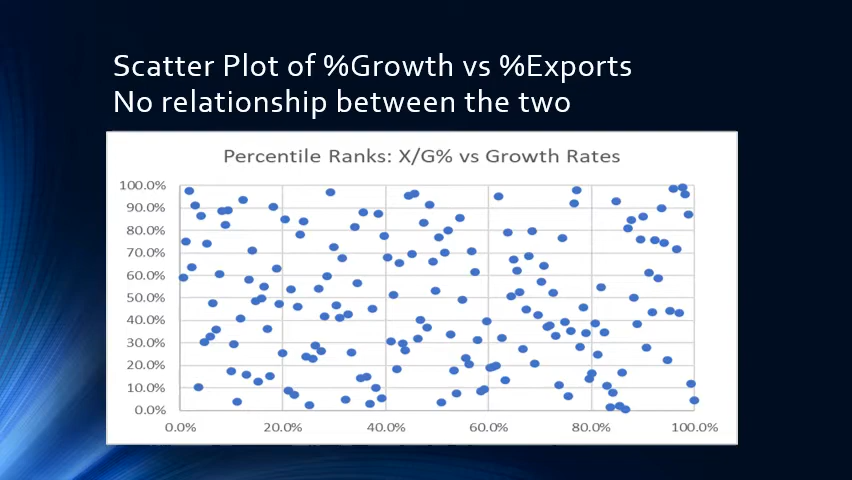 Scatter Plot of %Growth vs %Exports
No relationship between the two
Percentile Ranks: X/G% vs Growth Rates
100.0%
90.0%
80.0%
70.0%
60.0%
50.0%
40.0%
30.0%
20.0%
10.0%
0.0%
0.0% 20.0% 40.0% 60.0% 80.0% 100.0%